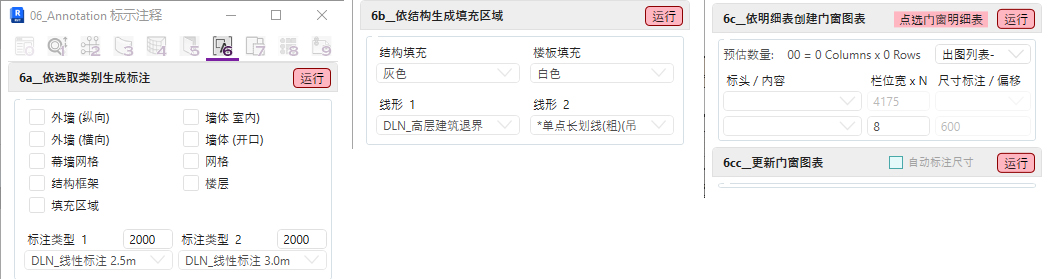 06_Annotation 标示注释
1 2 3 4 5 6 7 8 9
6a__依选取类别生成标注 运行
外墙 (纵向) 墙体 室内)
外墙 (横向) 墙体 (开口)
幕墙网格 网格
结构框架 楼层
填充区域
标注类型 1 2000 标注类型 2 2000
DLN_线性标注 2.5m DLN_线性标注 3.0m
6b__依结构生成填充区域 运行
结构填充 楼板填充
灰色 白色
线形 1 线形 2
DLN_高层建筑退界 *单点长划线(粗)(吊
6c__依明细表创建门窗图表 点选门窗明细表 运行
预估数量: 00 = 0 Columns x 0 Rows 出图列表-
标头 / 内容 栏位宽 x N 尺寸标注 / 偏移
4175
8 600
6cc__更新门窗图表 自动标注尺寸 运行